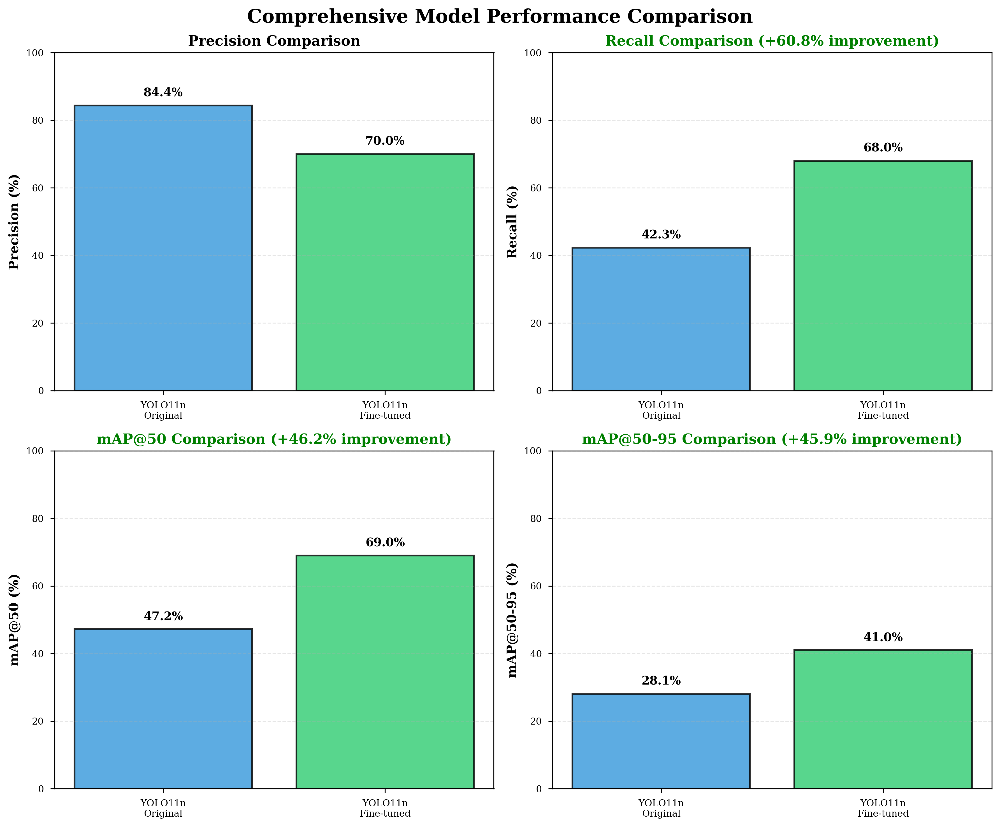 Comprehensive Model Performance Comparison
Precision Comparison
Precision (%)
100
80
60
40
20
0
84.4%
70.0%
YOLO11n
Original
YOLO11n
Fine-tuned
Recall Comparison (+60.8% improvement)
Recall (%)
100
80
60
40
20
0
42.3%
68.0%
YOLO11n
Original
YOLO11n
Fine-tuned
mAP@50 Comparison (+46.2% improvement)
mAP@50 (%)
100
80
60
40
20
0
47.2%
69.0%
YOLO11n
Original
YOLO11n
Fine-tuned
mAP@50-95 Comparison (+45.9% improvement)
mAP@50-95 (%)
100
80
60
40
20
0
28.1%
41.0%
YOLO11n
Original
YOLO11n
Fine-tuned